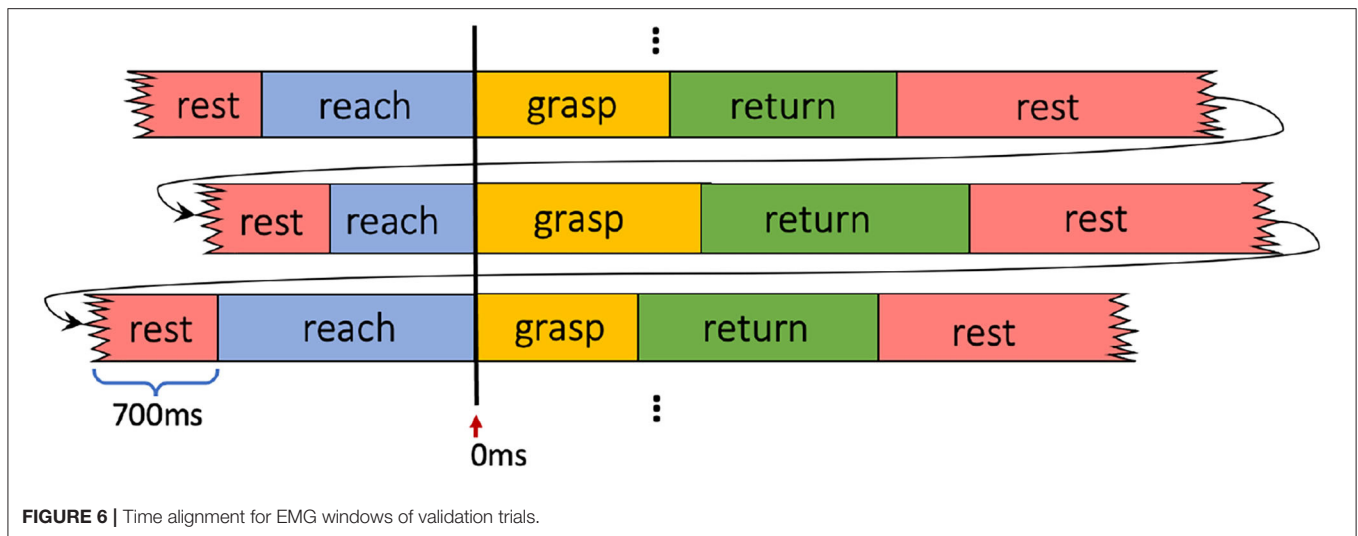 rest reach grasp return rest
rest reach grasp return rest
rest reach grasp return rest
700ms
0ms
FIGURE 6 | Time alignment for EMG windows of validation trials.